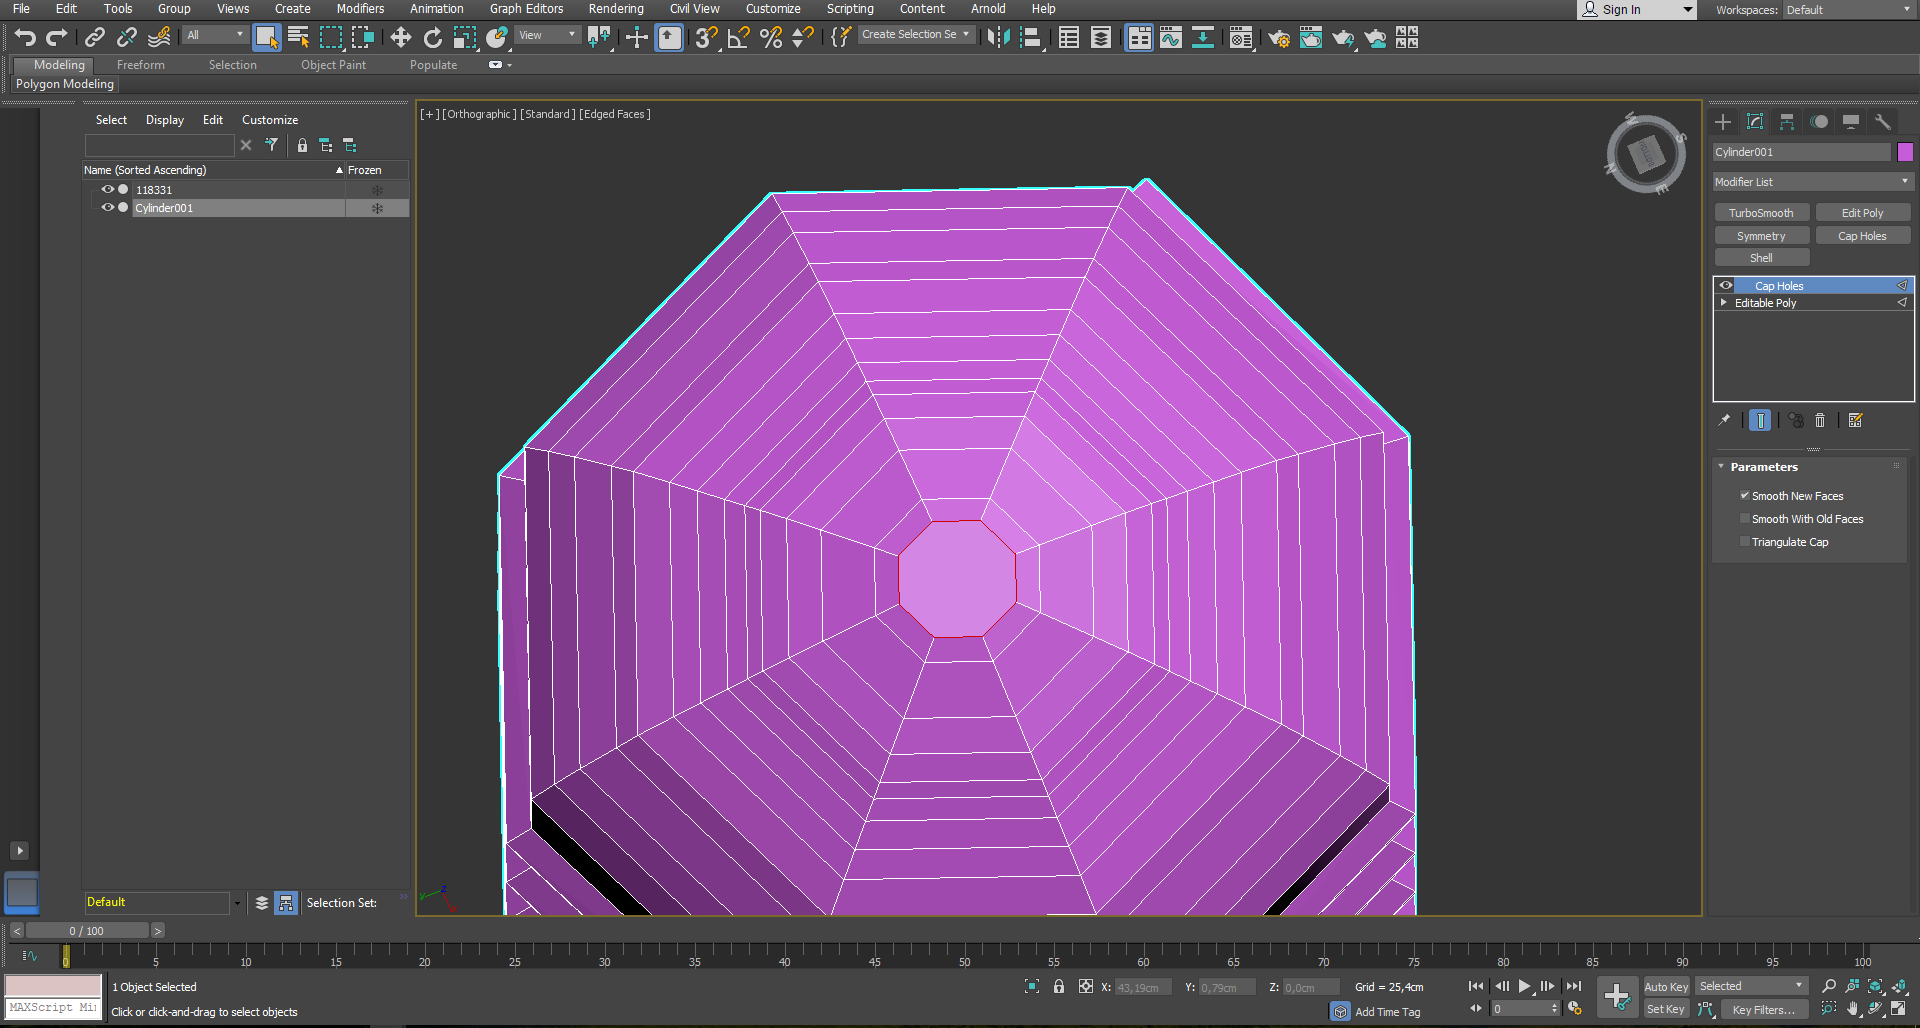 File Edit Tools Group Views Create Modifiers Animation Graph Editors Rendering Civil View Customize Scripting Content Arnold Help Sign In Workspaces: Default
All View Create Selection Se
Modeling Freeform Selection Object Paint Populate
Polygon Modeling
Select Display Edit Customize
Name (Sorted Ascending) Frozen
118331
Cylinder001
[+] [Orthographic] [Standard] [Edged Faces]
Cylinder001
Modifier List
TurboSmooth Edit Poly
Symmetry Cap Holes
Shell
Cap Holes
Editable Poly
Parameters
Smooth New Faces
Smooth With Old Faces
Triangulate Cap
Default Selection Set:
0 / 100
0 5 10 15 20 25 30 35 40 45 50 55 60 65 70 75 80 85 90 95 100
1 Object Selected X: 43,19cm Y: 0,79cm Z: 0,0cm Grid = 25,4cm Auto Key Selected
MAXScript Mi Click or click-and-drag to select objects Add Time Tag 0 Set Key Key Filters...